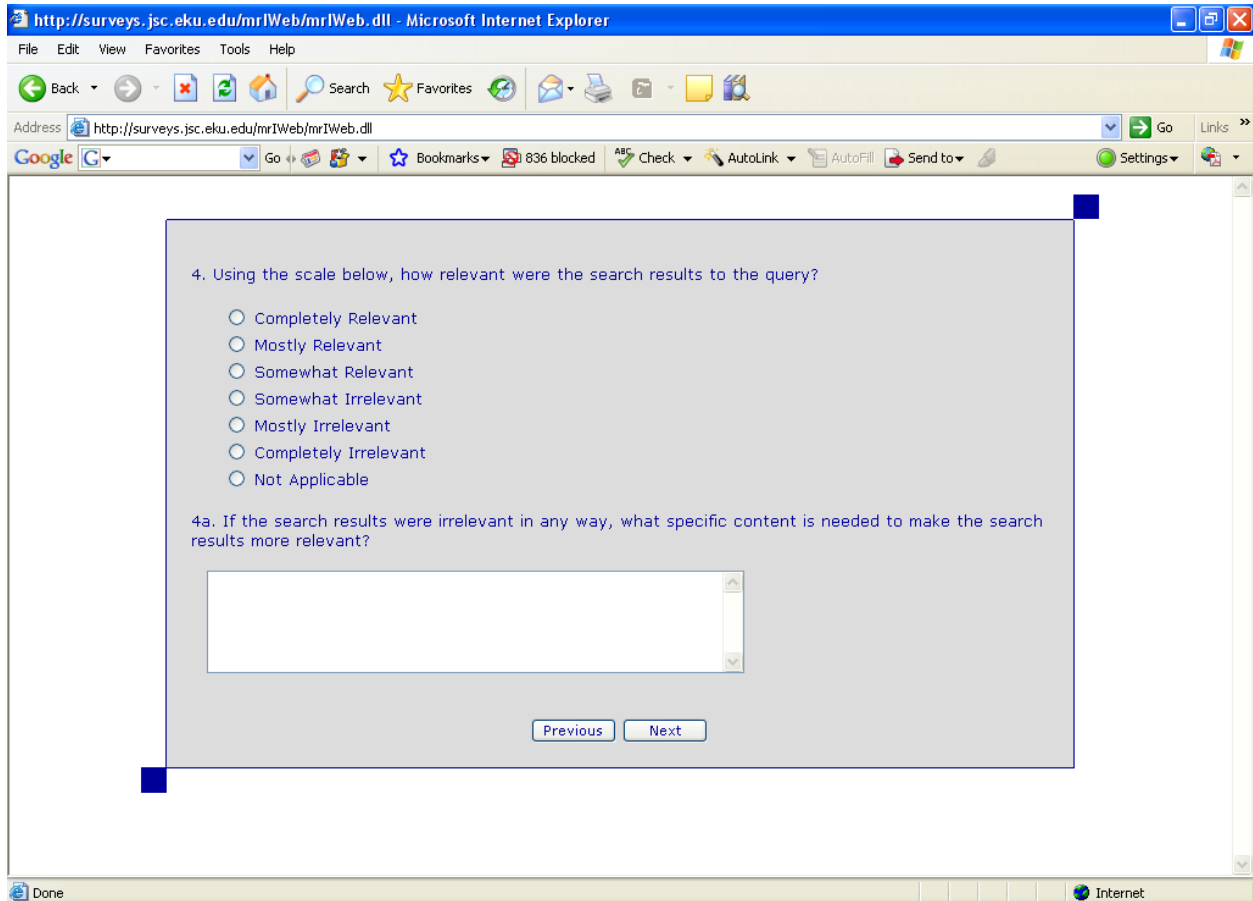 http://surveys.jsc.eku.edu/mrIWeb/mrIWeb.dll - Microsoft Internet Explorer
File Edit View Favorites Tools Help
Back Search Favorites
Address http://surveys.jsc.eku.edu/mrIWeb/mrIWeb.dll Go Links »
Google G Go Bookmarks 836 blocked ABC Check AutoLink AutoFill Send to Settings
4. Using the scale below, how relevant were the search results to the query?
Completely Relevant
Mostly Relevant
Somewhat Relevant
Somewhat Irrelevant
Mostly Irrelevant
Completely Irrelevant
Not Applicable
4a. If the search results were irrelevant in any way, what specific content is needed to make the search
results more relevant?
Previous Next
Done Internet